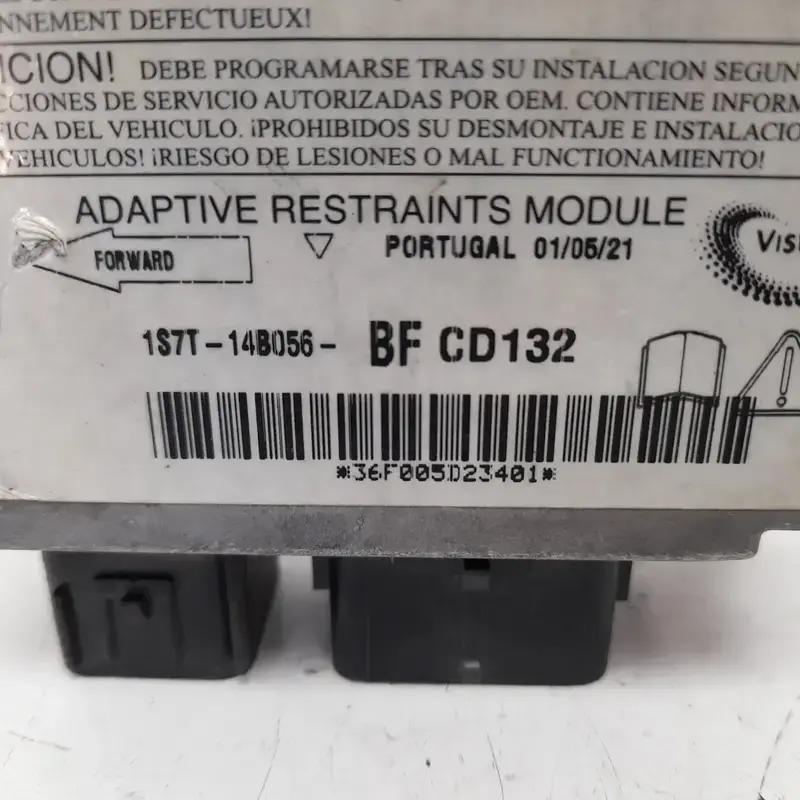 NNEMENT DEFECTUEUX!
ICION! DEBE PROGRAMARSE TRAS SU INSTALACION SEGUN
CCIONES DE SERVICIO AUTORIZADAS POR OEM. CONTIENE INFORM
FICA DEL VEHICULO. ¡PROHIBIDOS SU DESMONTAJE E INSTALACIO
VEHICULOS! ¡RIESGO DE LESIONES O MAL FUNCTIONAMIENTO!
ADAPTIVE RESTRAINTS MODULE
FORWARD
PORTUGAL 01/05/21
VIS
1S7T-14B056- BF CD132
*36F005D23401*